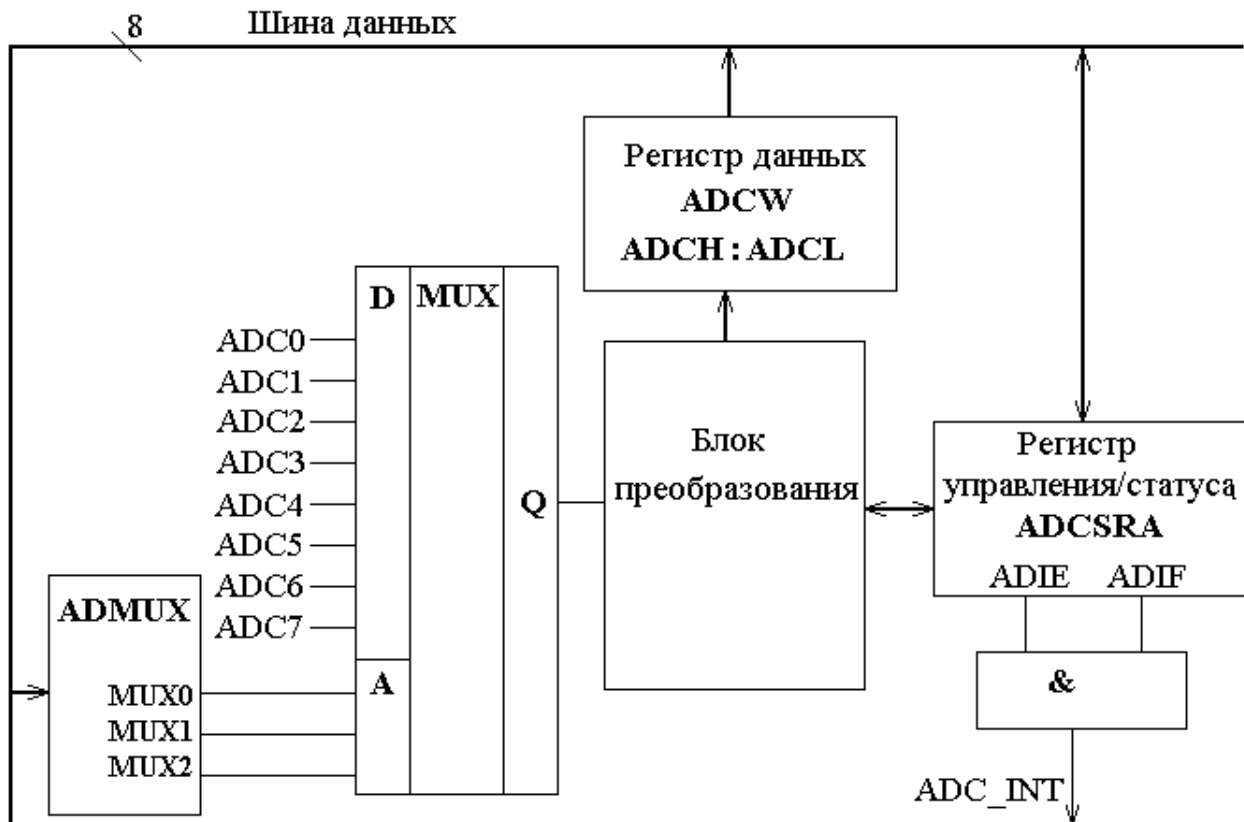 8 Шина данных
Регистр данных
ADCW
ADCH : ADCL
D MUX
ADC0
ADC1
ADC2
ADC3
ADC4
ADC5
ADC6
ADC7
Q
Блок
преобразования
Регистр
управления/статуса
ADCSRA
ADIE ADIF
&
ADC_INT
ADMUX
MUX0
MUX1
MUX2
A